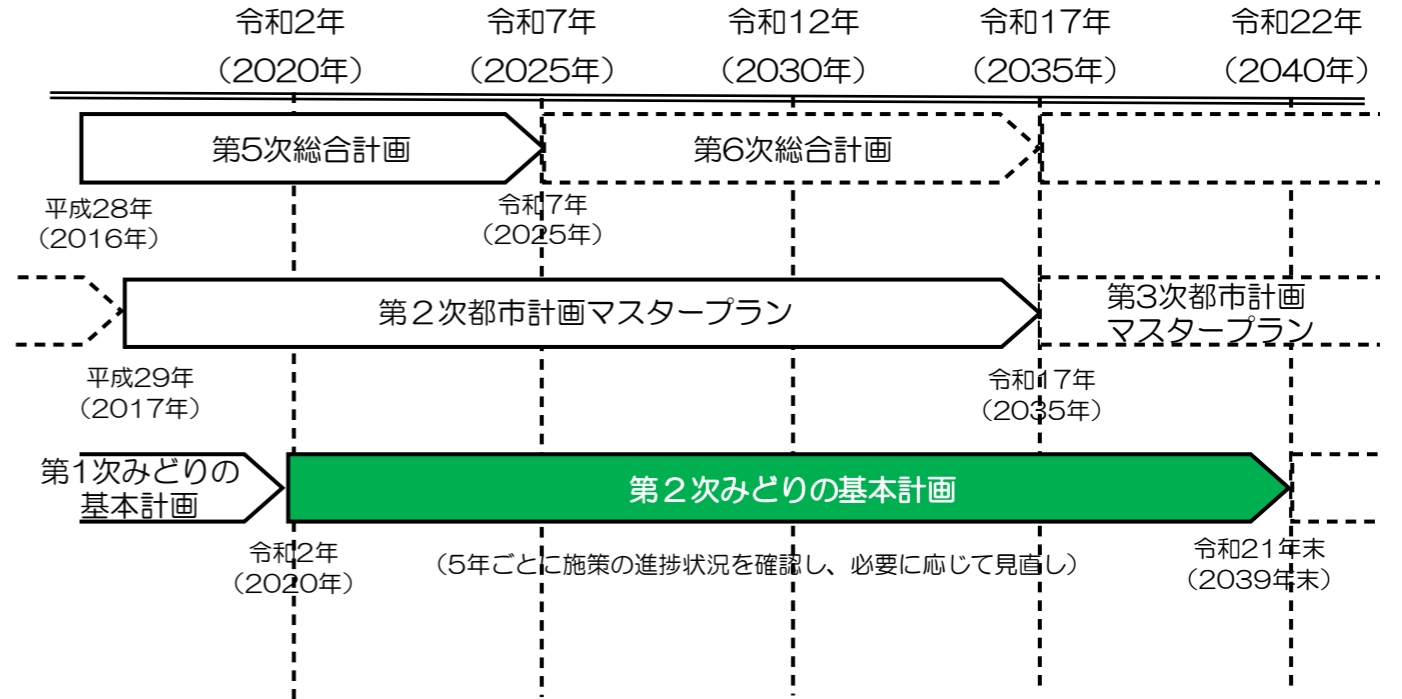 令和2年
(2020年)
令和7年
(2025年)
令和12年
(2030年)
令和17年
(2035年)
令和22年
(2040年)
第5次総合計画
第6次総合計画
平成28年
(2016年)
令和7年
(2025年)
第２次都市計画マスタープラン
第3次都市計画
マスタープラン
平成29年
(2017年)
令和17年
(2035年)
第1次みどりの
基本計画
第２次みどりの基本計画
令和2年
(2020年)
(5年ごとに施策の進捗状況を確認し、必要に応じて見直し)
令和21年末
(2039年末)